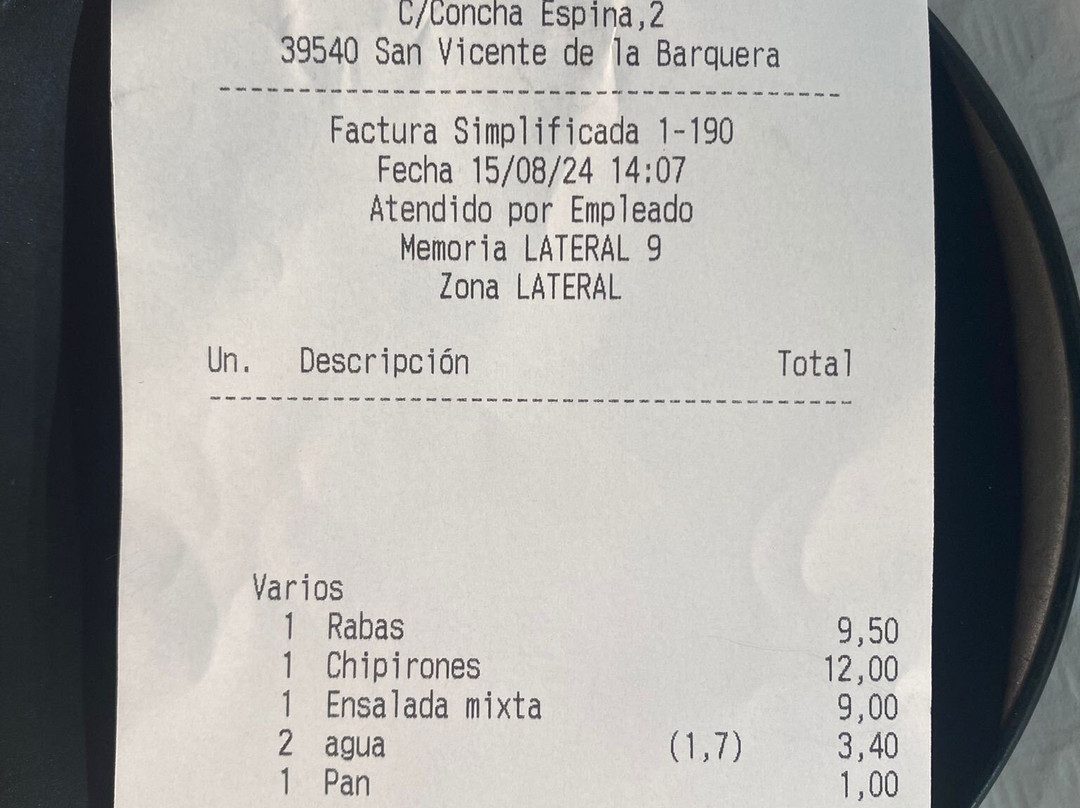 C/Concha Espina,2
39540 San Vicente de la Barquera
Factura Simplificada 1-190
Fecha 15/08/24 14:07
Atendido por Empleado
Memoria LATERAL 9
Zona LATERAL
Un. Descripción Total
Varios
1 Rabas 9,50
1 Chipirones 12,00
1 Ensalada mixta 9,00
2 agua (1,7) 3,40
1 Pan 1,00